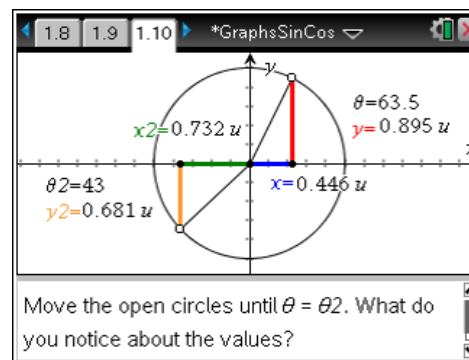 1.8 1.9 1.10 *GraphsSinCos
y
θ=63.5
x2=0.732 u y=0.895 u
x
θ2=43 x=0.446 u
y2=0.681 u
Move the open circles until θ = θ2. What do
you notice about the values?